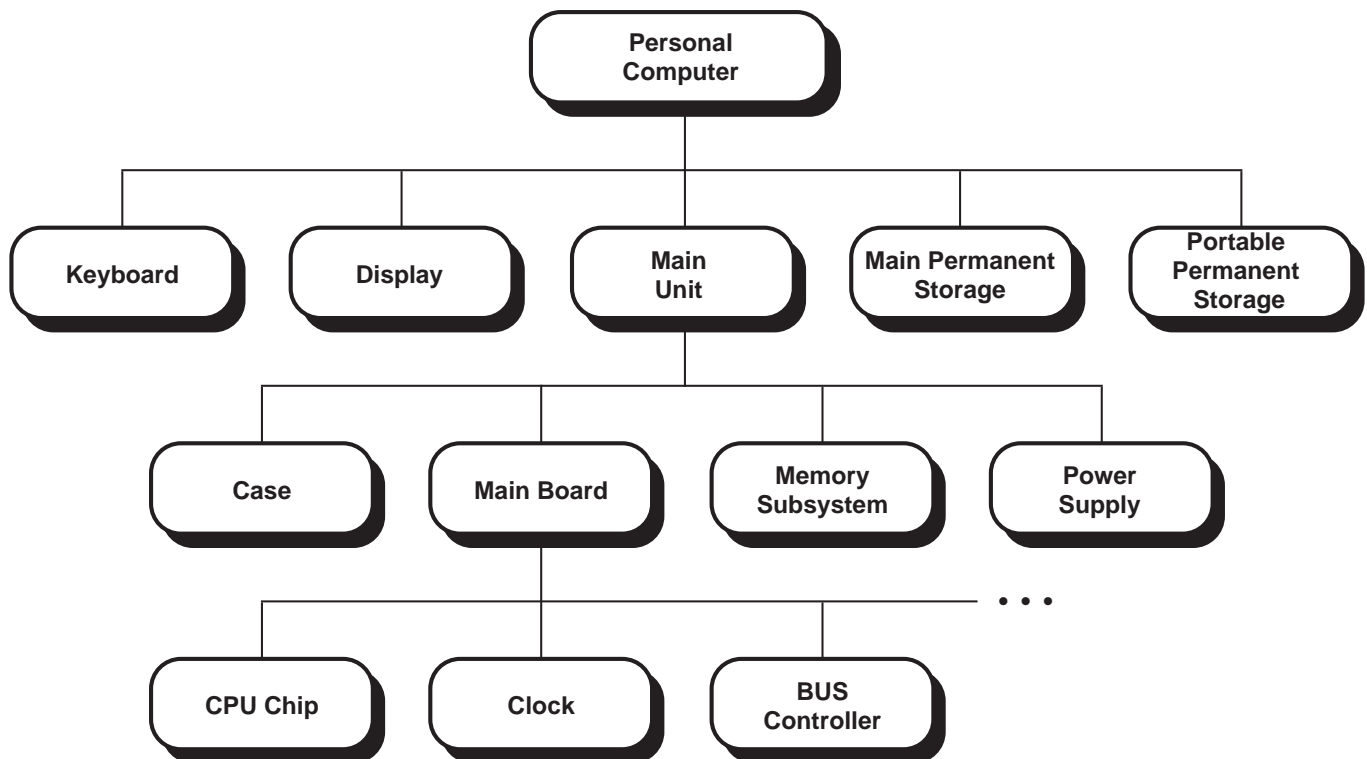 Personal
Computer
Keyboard
Display
Main
Unit
Main Permanent
Storage
Portable
Permanent
Storage
Case
Main Board
Memory
Subsystem
Power
Supply
• • •
CPU Chip
Clock
BUS
Controller